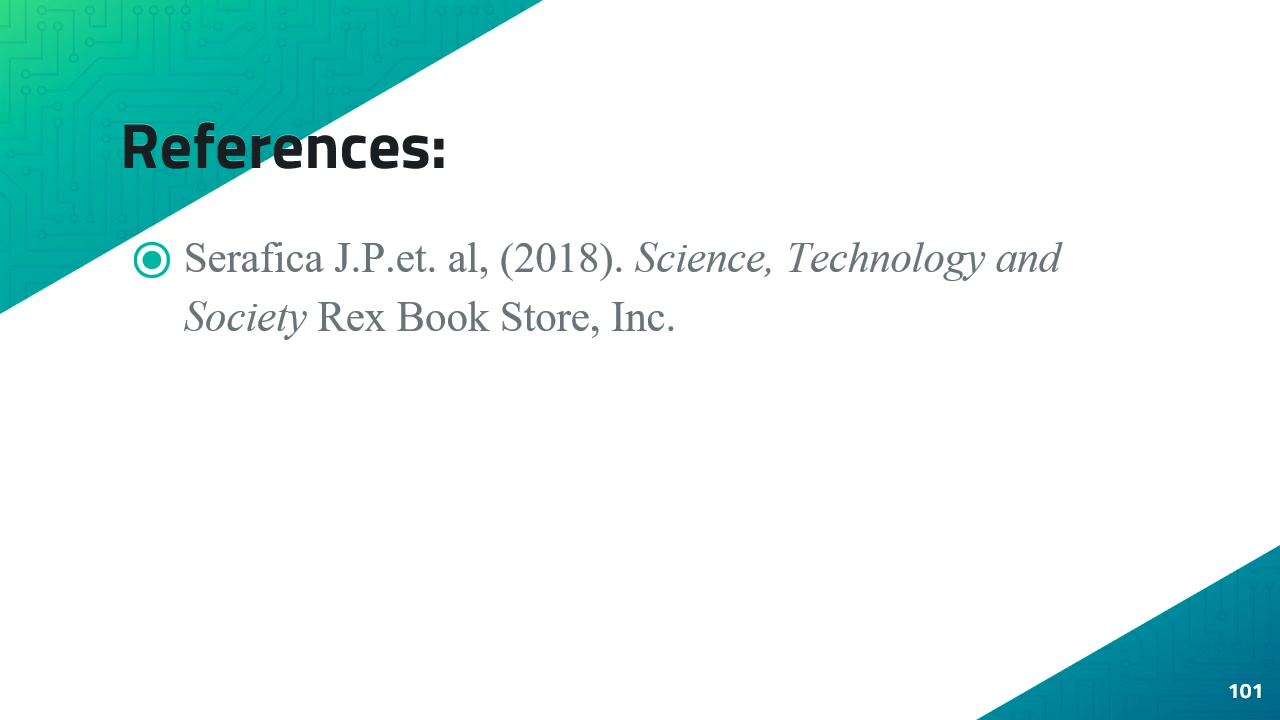 References:
Serafica J.P.et. al, (2018). Science, Technology and
Society Rex Book Store, Inc.
101